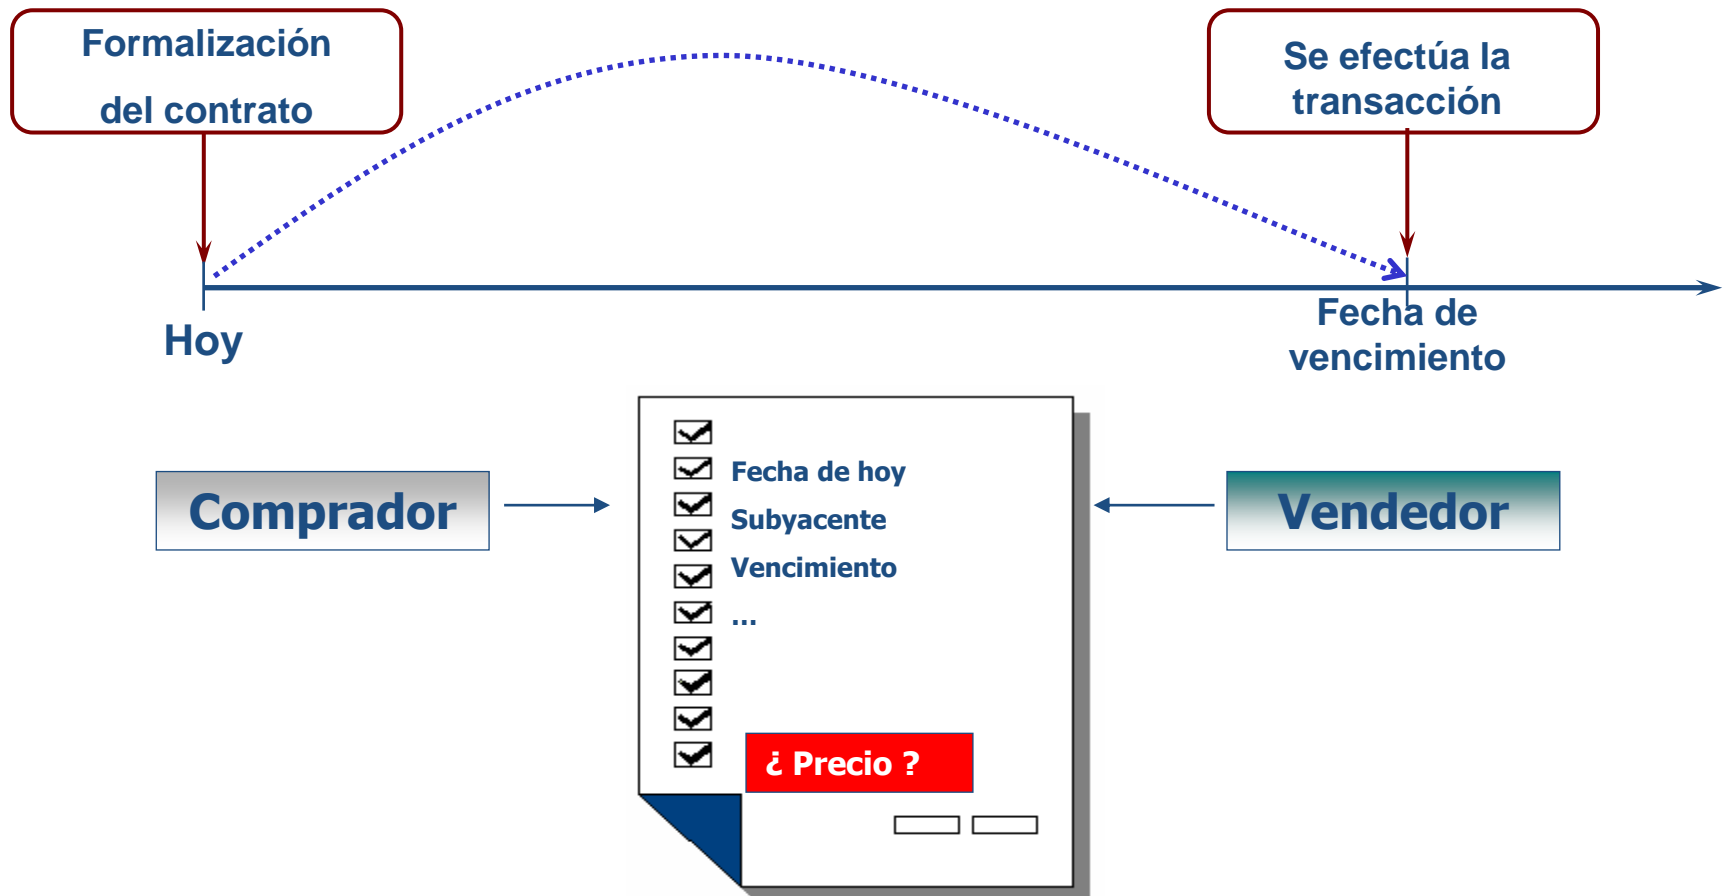 Formalización
del contrato
Se efectúa la
transacción
Hoy
Fecha de
vencimiento
Comprador
Fecha de hoy
Subyacente
Vencimiento
...
¿ Precio ?
Vendedor